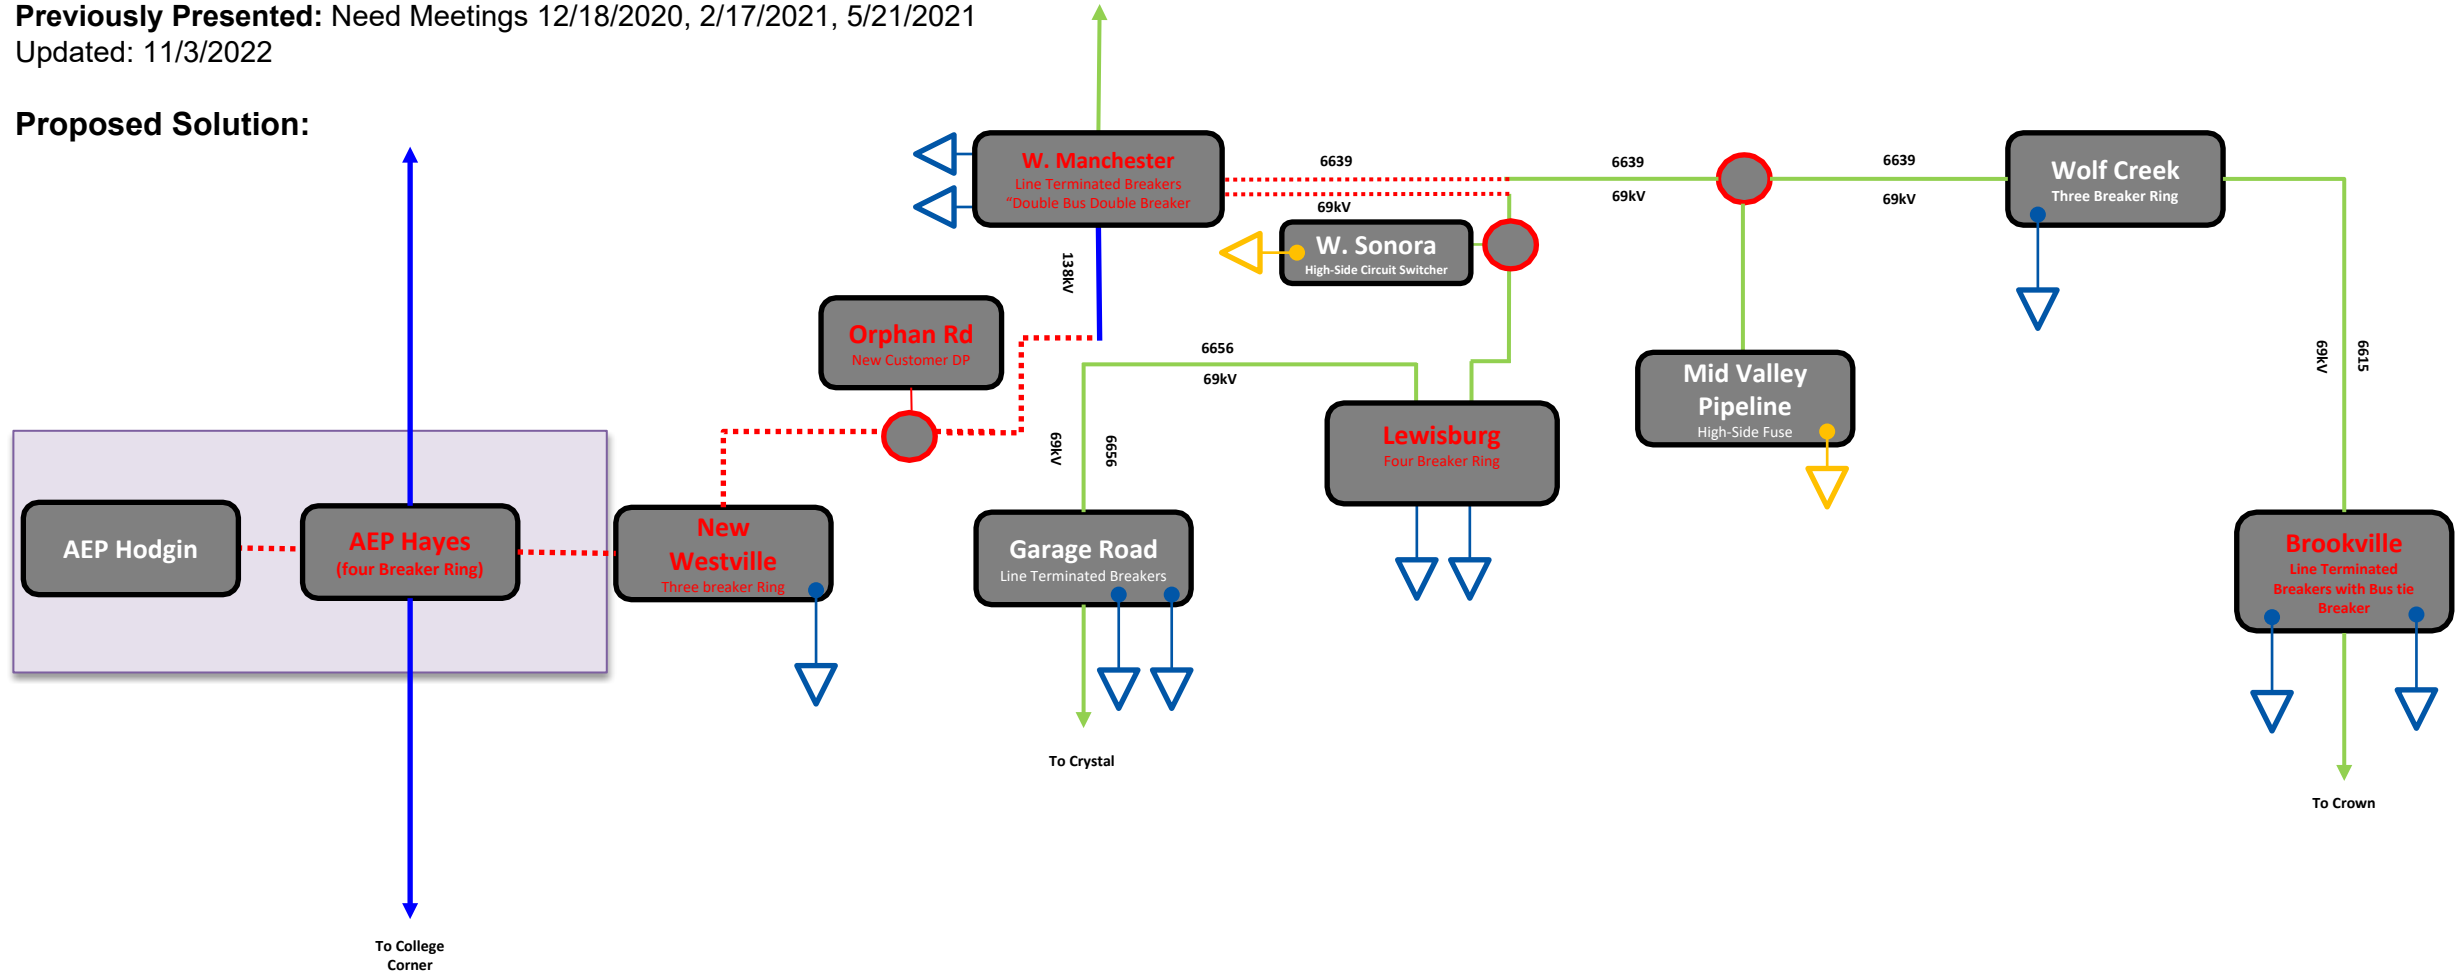 Previously Presented: Need Meetings 12/18/2020, 2/17/2021, 5/21/2021
Updated: 11/3/2022
Proposed Solution:
W. Manchester
Line Terminated Breakers
“Double Bus Double Breaker
6639
69kV
6639
69kV
6639
69kV
Wolf Creek
Three Breaker Ring
W. Sonora
High-Side Circuit Switcher
138kV
Orphan Rd
New Customer DP
6656
69kV
Mid Valley
Pipeline
High-Side Fuse
69kV
6615
69kV
6656
Lewisburg
Four Breaker Ring
AEP Hodgin
AEP Hayes
(four Breaker Ring)
New
Westville
Three breaker Ring
Garage Road
Line Terminated Breakers
Brookville
Line Terminated
Breakers with Bus tie
Breaker
To Crystal
To Crown
To College
Corner